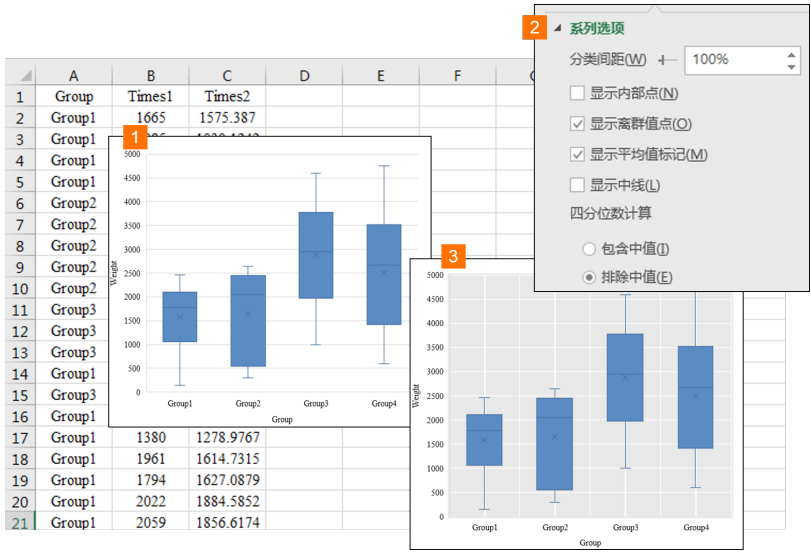 2 系列选项
分类间距(W) 100%
显示内部点(N)
显示离群值点(O)
显示平均值标记(M)
显示中线(L)
四分位数计算
包含中值(I)
排除中值(E)
A B C D E F
1 Group Times1 Times2
2 Group1 1665 1575.387
3 Group1
4 Group1
5 Group1
6 Group2
7 Group2
8 Group2
9 Group2
10 Group2
11 Group3
12 Group3
13 Group3
14 Group1
15 Group3
16 Group1
17 Group1 1380 1278.9767
18 Group1 1961 1614.7315
19 Group1 1794 1627.0879
20 Group1 2022 1884.5852
21 Group1 2059 1856.6174
1
5000
4500
4000
3500
3000
2500
2000
1500
1000
500
0
Weight
Group1 Group2 Group3 Group4
Group
3
5000
4500
4000
3500
3000
2500
2000
1500
1000
500
0
Weight
Group1 Group2 Group3 Group4
Group